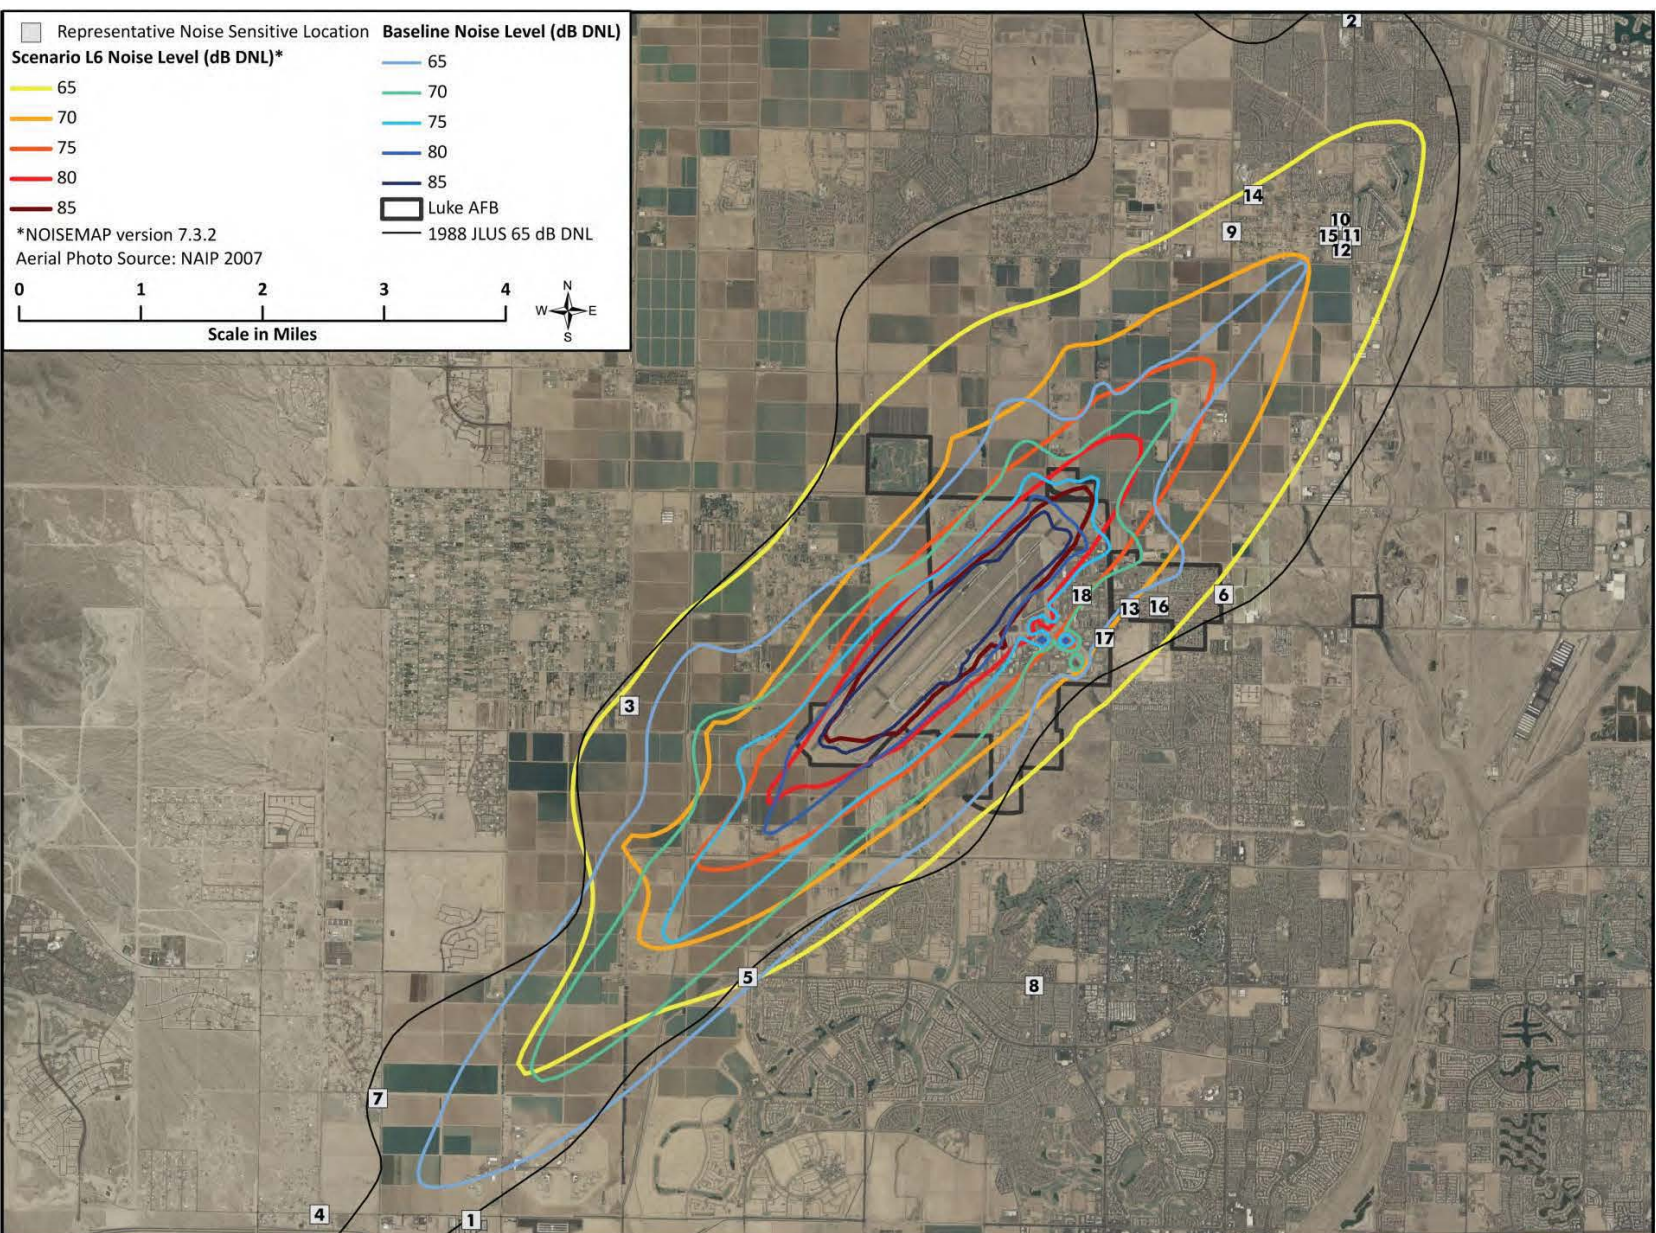 Representative Noise Sensitive Location
Scenario L6 Noise Level (dB DNL)*
65
70
75
80
85
*NOISEMAP version 7.3.2
Aerial Photo Source: NAIP 2007
Baseline Noise Level (dB DNL)
65
70
75
80
85
Luke AFB
1988 JLUS 65 dB DNL
0 1 2 3 4
Scale in Miles
N
W E
S
2
14
9
10
15 11
12
18
13 16
6
17
3
5
8
7
4
1